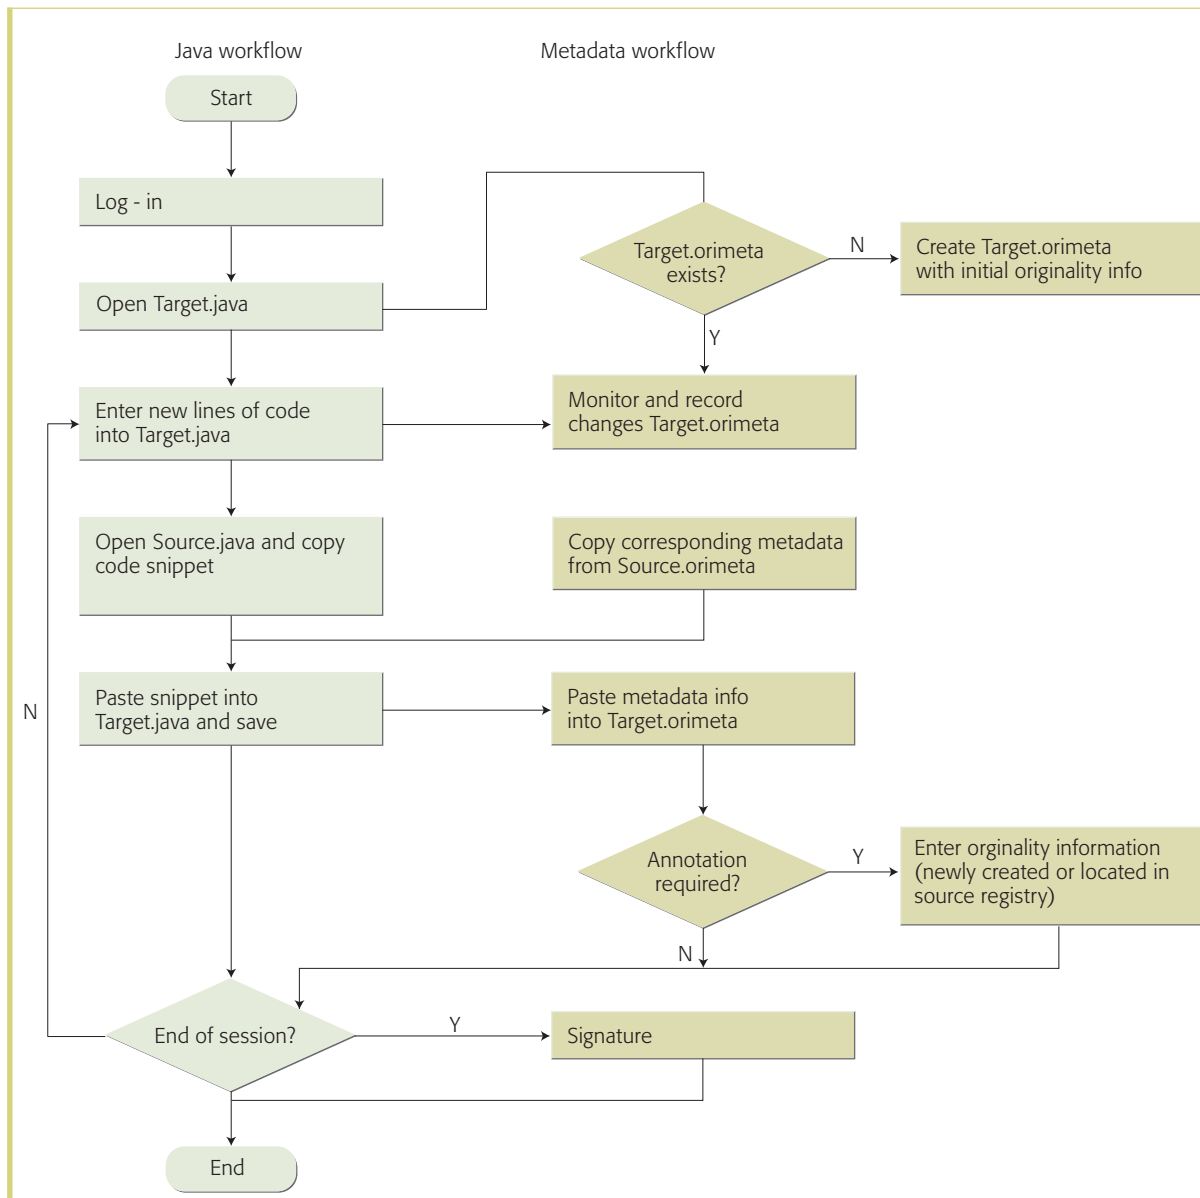 Java workflow
Metadata workflow
Start
Log - in
Target.orimeta
exists?
N
Create Target.orimeta
with initial originality info
Open Target.java
Y
Enter new lines of code
into Target.java
Monitor and record
changes Target.orimeta
Open Source.java and copy
code snippet
Copy corresponding metadata
from Source.orimeta
N
Paste snippet into
Target.java and save
Paste metadata info
into Target.orimeta
Annotation
required?
Y
Enter orginality information
(newly created or located in
source registry)
N
End of session?
Y
Signature
End